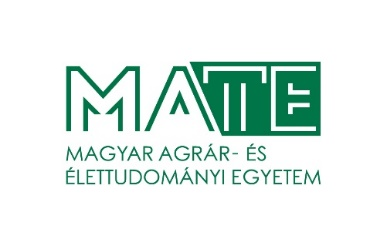 MATE
MAGYAR AGRÁR- ÉS
ÉLETTUDOMÁNYI EGYETEM